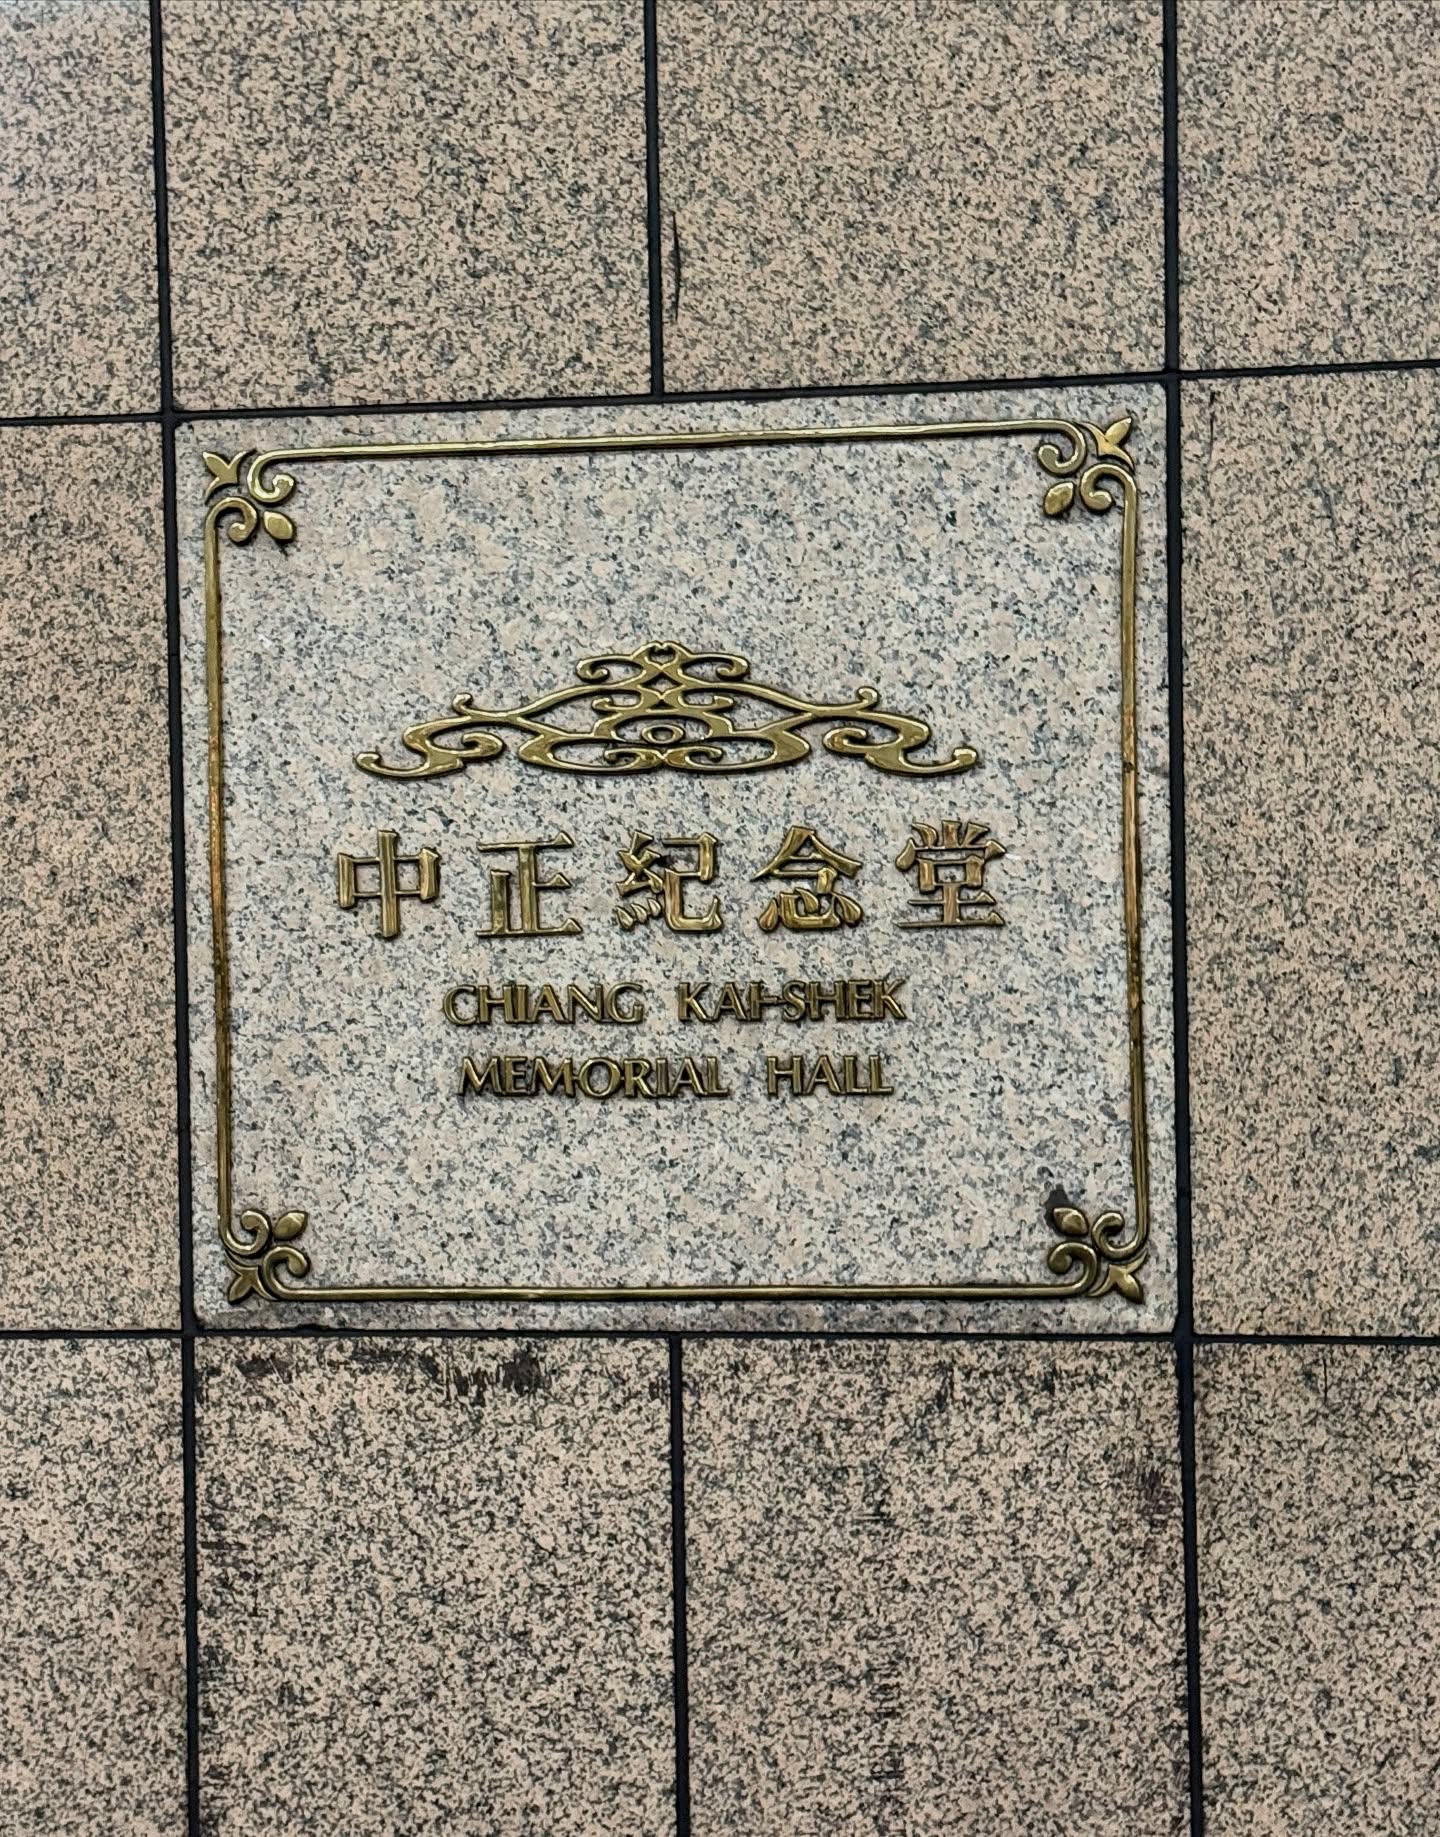 中正紀念堂
CHIANG KAI-SHEK
MEMORIAL HALL